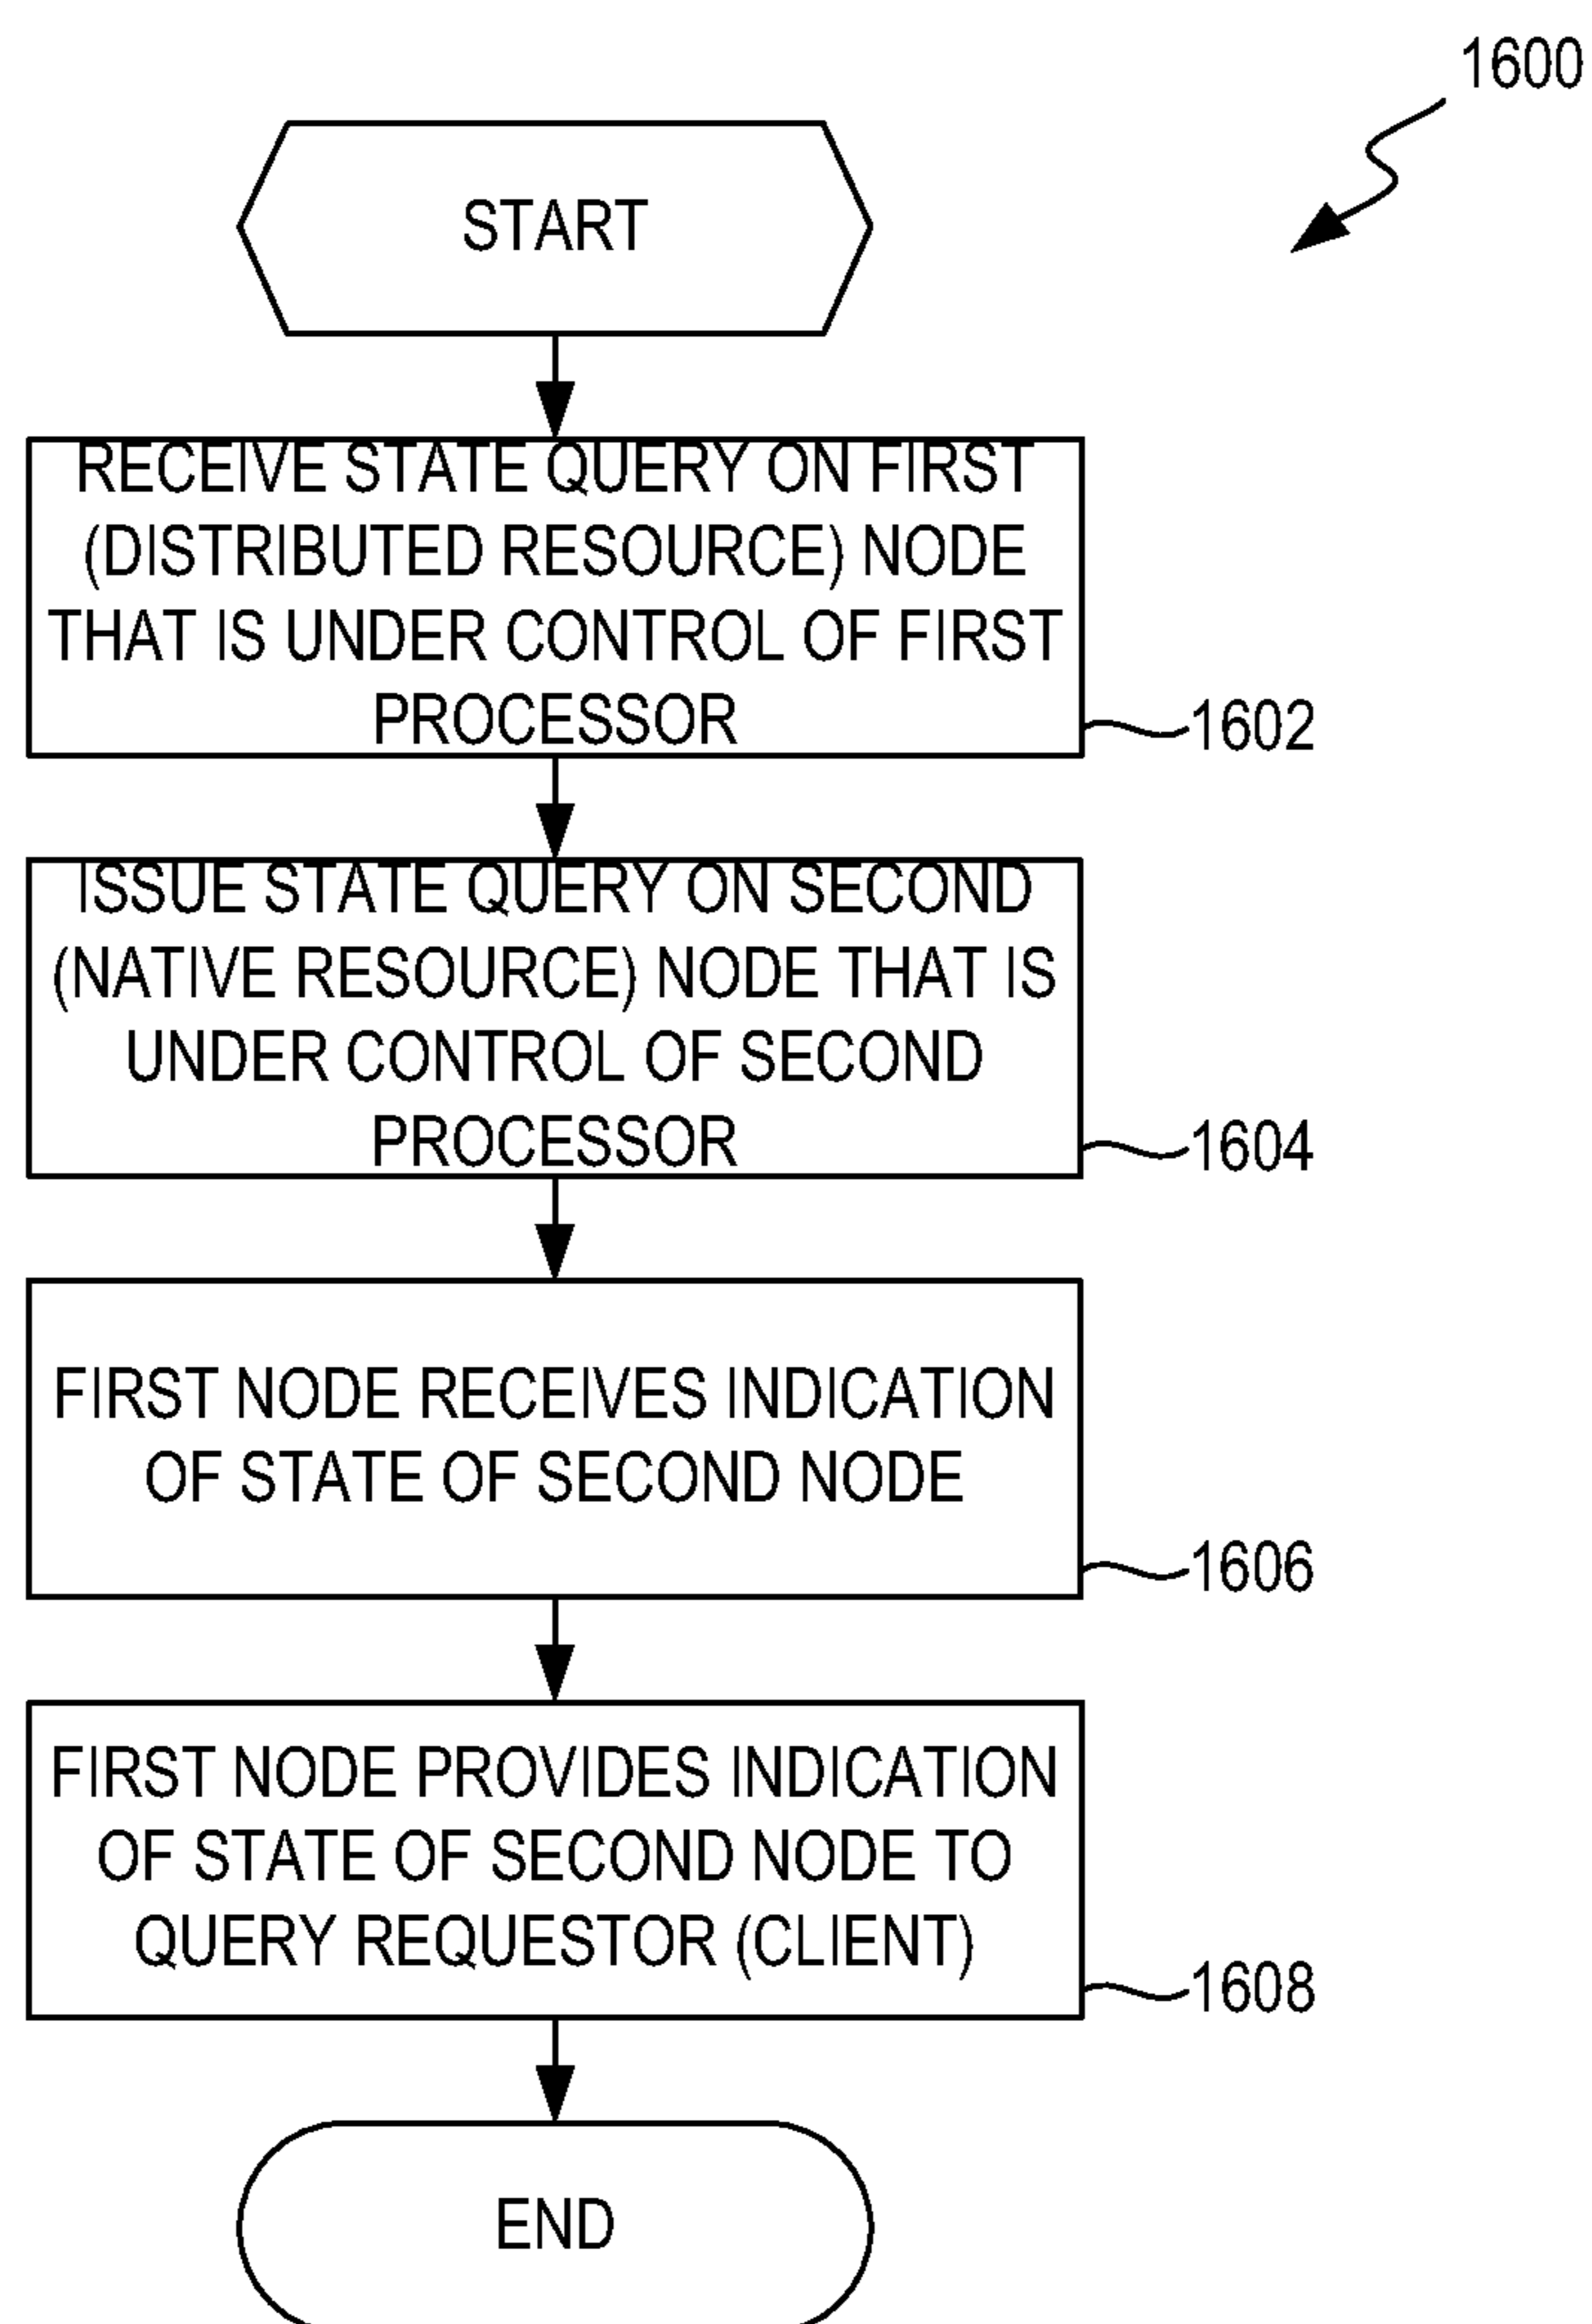 1600
START
RECEIVE STATE QUERY ON FIRST
(DISTRIBUTED RESOURCE) NODE
THAT IS UNDER CONTROL OF FIRST
PROCESSOR
1602
ISSUE STATE QUERY ON SECOND
(NATIVE RESOURCE) NODE THAT IS
UNDER CONTROL OF SECOND
PROCESSOR
1604
FIRST NODE RECEIVES INDICATION
OF STATE OF SECOND NODE
1606
FIRST NODE PROVIDES INDICATION
OF STATE OF SECOND NODE TO
QUERY REQUESTOR (CLIENT)
1608
END